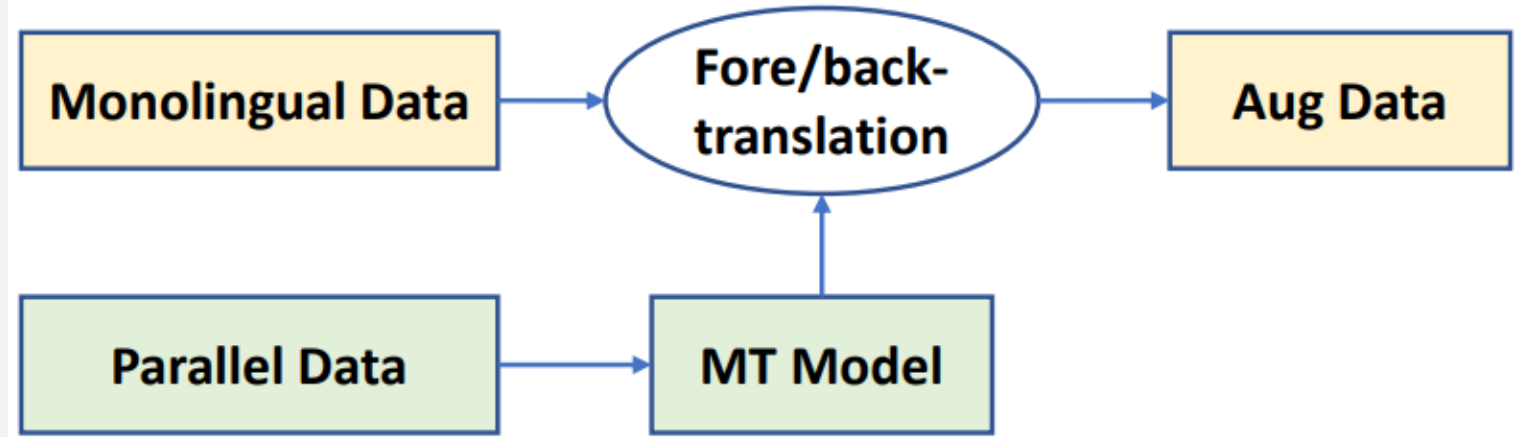 Monolingual Data
Fore/back-
translation
Aug Data
Parallel Data
MT Model